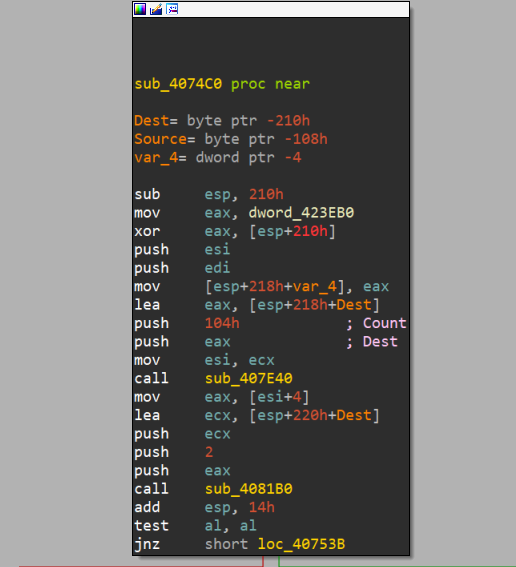 sub_4074C0 proc near
Dest= byte ptr -210h
Source= byte ptr -108h
var_4= dword ptr -4
sub     esp, 210h
mov     eax, dword_423EB0
xor     eax, [esp+210h]
push    esi
push    edi
mov     [esp+218h+var_4], eax
lea     eax, [esp+218h+Dest]
push    104h            ; Count
push    eax             ; Dest
mov     esi, ecx
call    sub_407E40
mov     eax, [esi+4]
lea     ecx, [esp+220h+Dest]
push    ecx
push    2
push    eax
call    sub_4081B0
add     esp, 14h
test    al, al
jnz     short loc_40753B